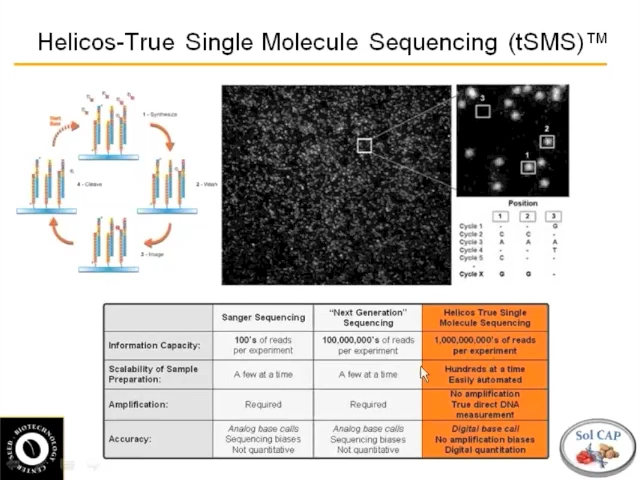 Helicos-True Single Molecule Sequencing (tSMS)™
1 - Synthesize
2 - Wash
3 - Image
4 - Cleave
3
2
1
Position
1 2 3
Cycle 1 - - G
Cycle 2 C C -
Cycle 3 A A A
Cycle 4 - - T
Cycle 5 C - -
Cycle X G G -
Sanger Sequencing
“Next Generation”
Sequencing
Helicos True Single
Molecule Sequencing
Information Capacity:
100's of reads
per experiment
100,000,000's of reads
per experiment
1,000,000,000's of reads
per experiment
Scalability of Sample
Preparation:
A few at a time
A few at a time
Hundreds at a time
Easily automated
Amplification:
Required
Required
No amplification
True direct DNA
measurement
Accuracy:
Analog base calls
Sequencing biases
Not quantitative
Analog base calls
Sequencing biases
Not quantitative
Digital base call
No amplification biases
Digital quantitation
SEED BIOTECHNOLOGY CENTER
Sol CAP